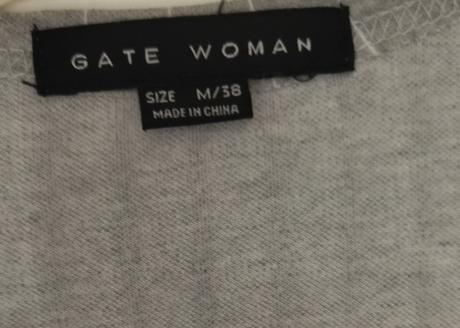 GATE WOMAN
SIZE M/38
MADE IN CHINA